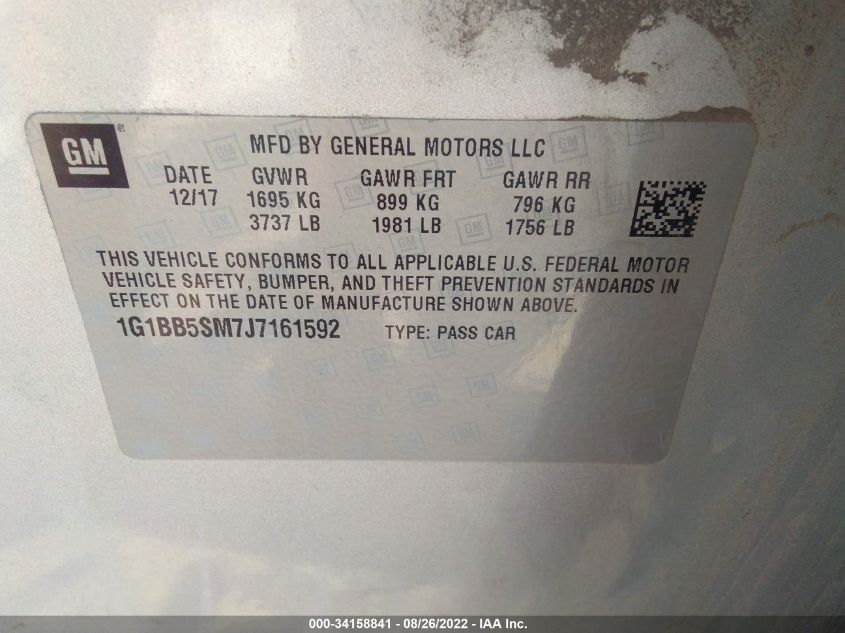 GM
MFD BY GENERAL MOTORS LLC
DATE GVWR GAWR FRT GAWR RR
12/17 1695 KG 899 KG 796 KG
3737 LB 1981 LB 1756 LB
THIS VEHICLE CONFORMS TO ALL APPLICABLE U.S. FEDERAL MOTOR
VEHICLE SAFETY, BUMPER, AND THEFT PREVENTION STANDARDS IN
EFFECT ON THE DATE OF MANUFACTURE SHOWN ABOVE.
1G1BB5SM7J7161592 TYPE: PASS CAR
000-34158841 / 08/26/2022 - IAA Inc.